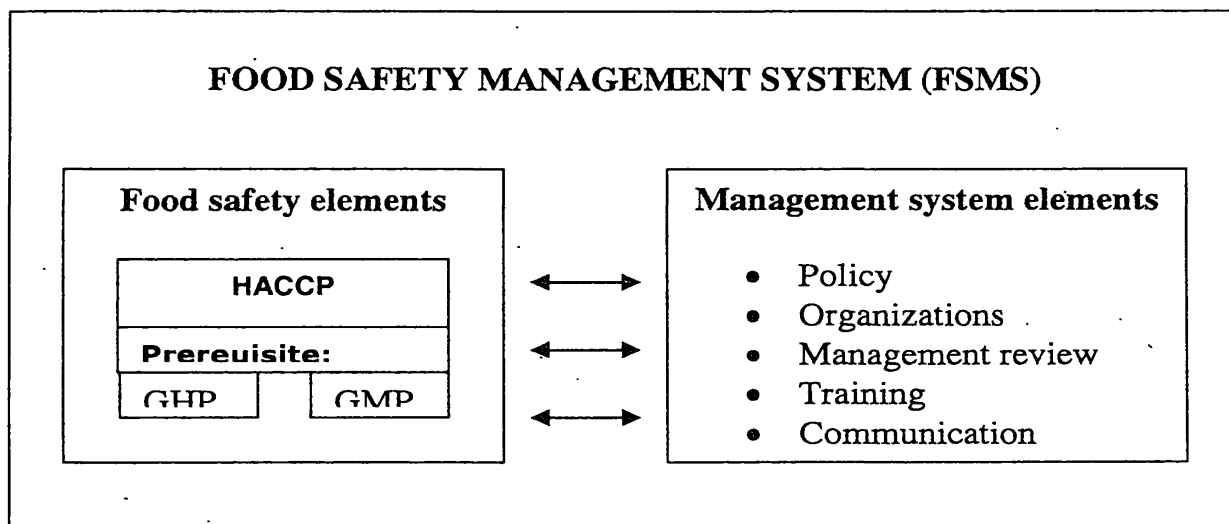 FOOD SAFETY MANAGEMENT SYSTEM (FSMS)
Food safety elements
HACCP
Prereuisite:
GHP
GMP
Management system elements
• Policy
• Organizations
• Management review
• Training
• Communication